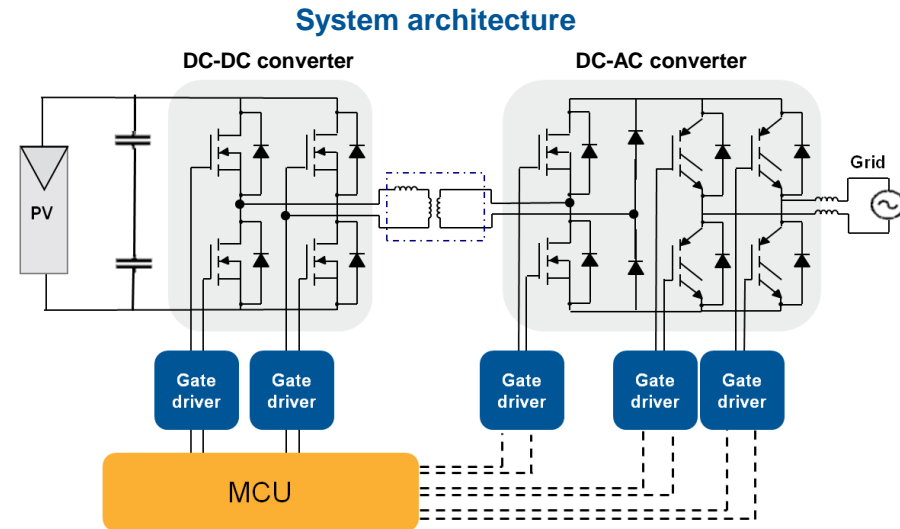 System architecture
DC-DC converter
DC-AC converter
Grid
PV
Gate
driver
Gate
driver
Gate
driver
Gate
driver
Gate
driver
MCU